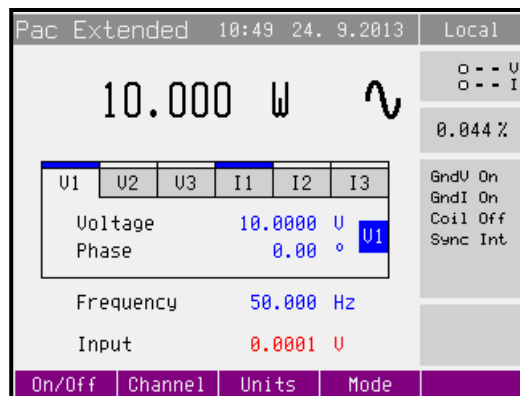 Pac Extended 10:49 24. 9.2013 Local
o-- V
o-- I
10.000 W
0.044 %
V1 V2 V3 I1 I2 I3
GndV On
GndI On
Coil Off
Sync Int
Voltage 10.0000 V
V1
Phase 0.00 °
Frequency 50.000 Hz
Input 0.0001 V
On/Off Channel Units Mode